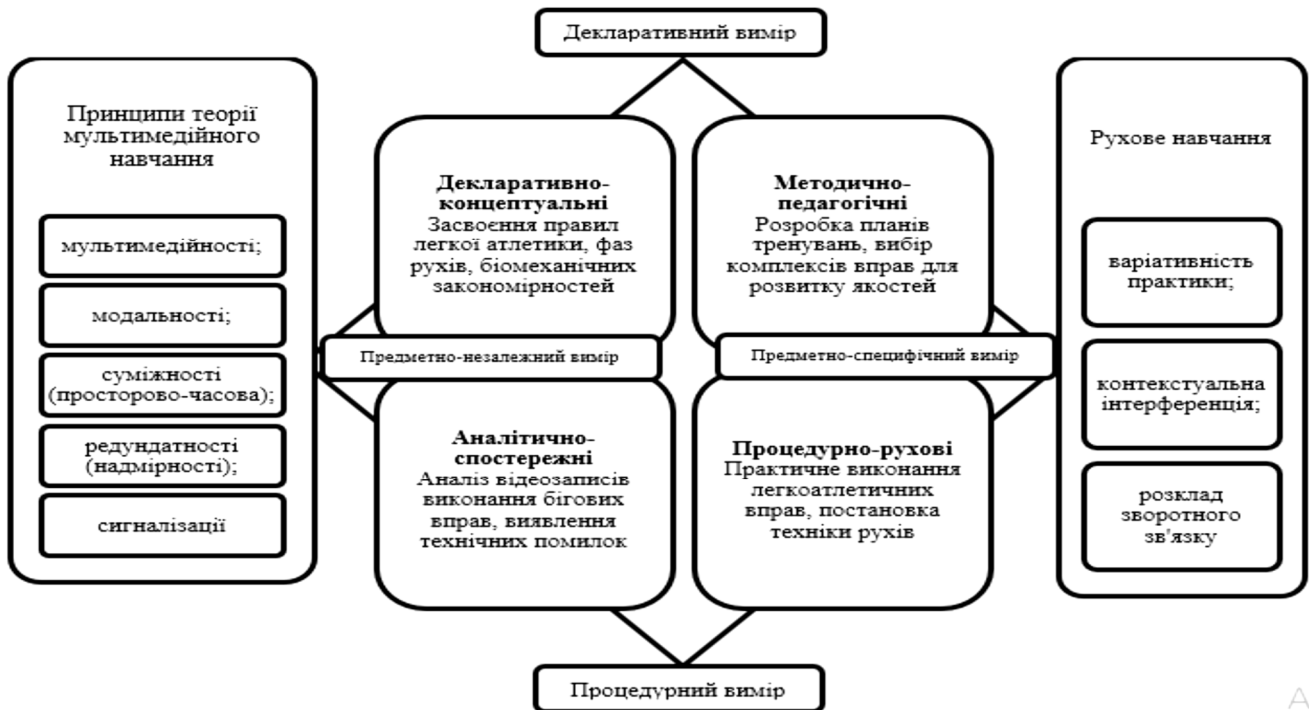 Декларативний вимір
Принципи теорії
мультимедійного
навчання
мультимедійності;
модальності;
суміжності
(просторово-часова);
редундатності
(надмірності);
сигналізації
Декларативно-
концептуальні
Засвоєння правил
легкої атлетики, фаз
рухів, біомеханічних
закономірностей
Методично-
педагогічні
Розробка планів
тренувань, вибір
комплексів вправ для
розвитку якостей
Предметно-незалежний вимір
Предметно-специфічний вимір
Аналітично-
спостережні
Аналіз відеозаписів
виконання бігових
вправ, виявлення
технічних помилок
Процедурно-рухові
Практичне виконання
легкоатлетичних
вправ, постановка
техніки рухів
Рухове навчання
варіативність
практики;
контекстуальна
інтерференція;
розклад
зворотного
зв'язку
Процедурний вимір
А